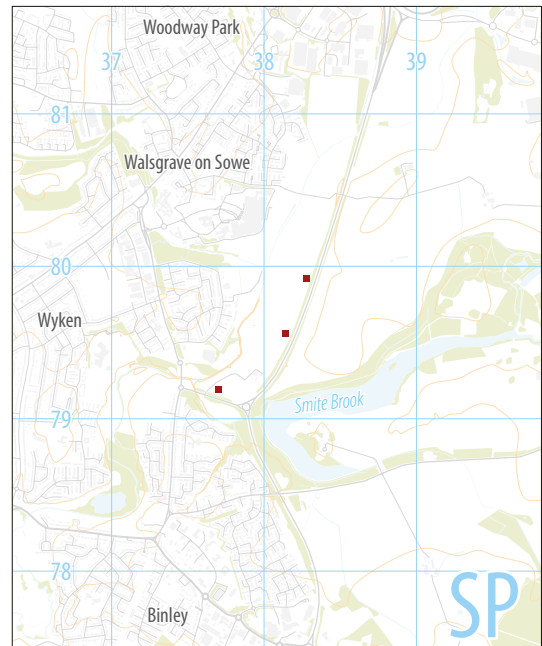 Woodway Park
37
38
39
81
Walsgrave on Sowe
80
Wyken
Smite Brook
79
78
SP
Binley